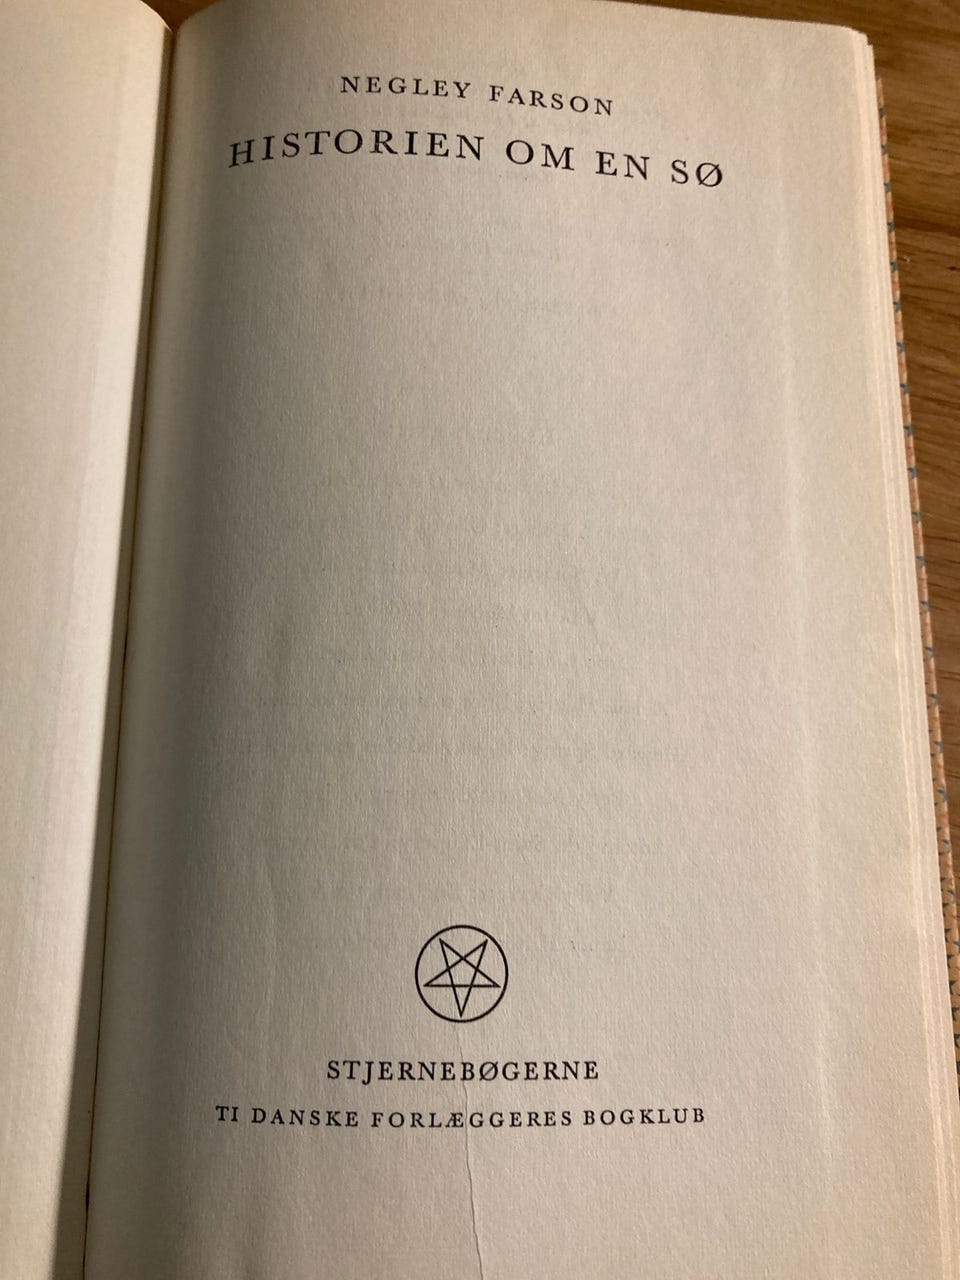 NEGLEY FARSON
HISTORIEN OM EN SØ
STJERNEBØGERNE
TI DANSKE FORLÆGGERES BOGKLUB